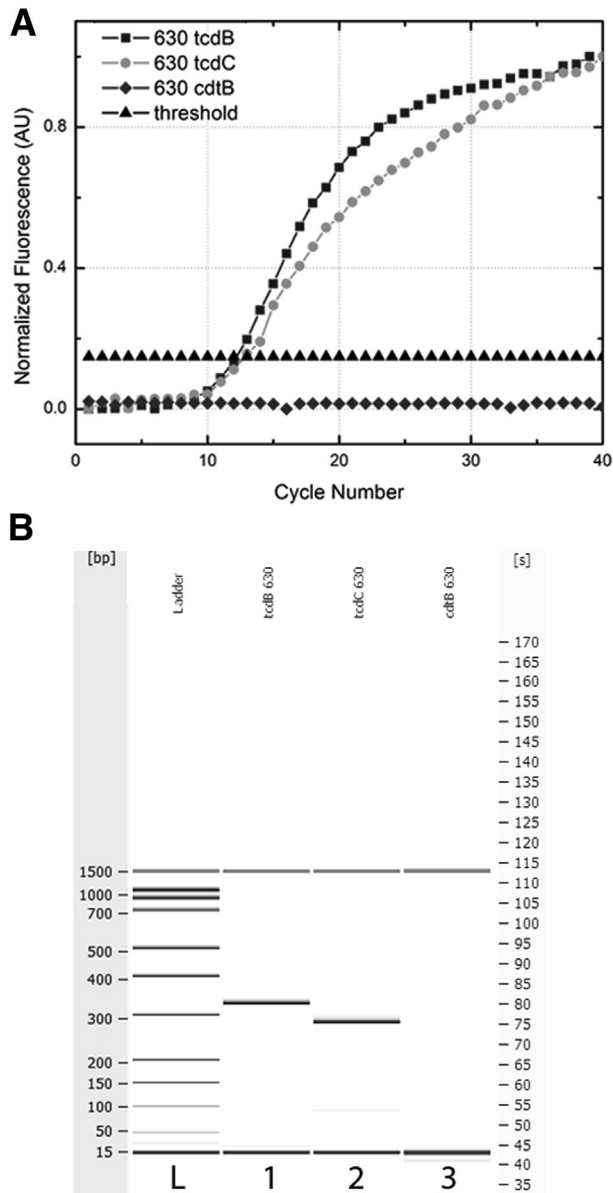 A
630 tcdB
630 tcdC
630 cdtB
threshold
Normalized Fluorescence (AU)
0.8
0.4
0.0
0 10 20 30 40
Cycle Number
B
[bp]
Ladder
tcdB 630
tcdC 630
cdtB 630
[s]
1500
1000
700
500
400
300
200
150
100
50
15
170
165
160
155
150
145
140
135
130
125
120
115
110
105
100
95
90
85
80
75
70
65
60
55
50
45
40
35
L 1 2 3